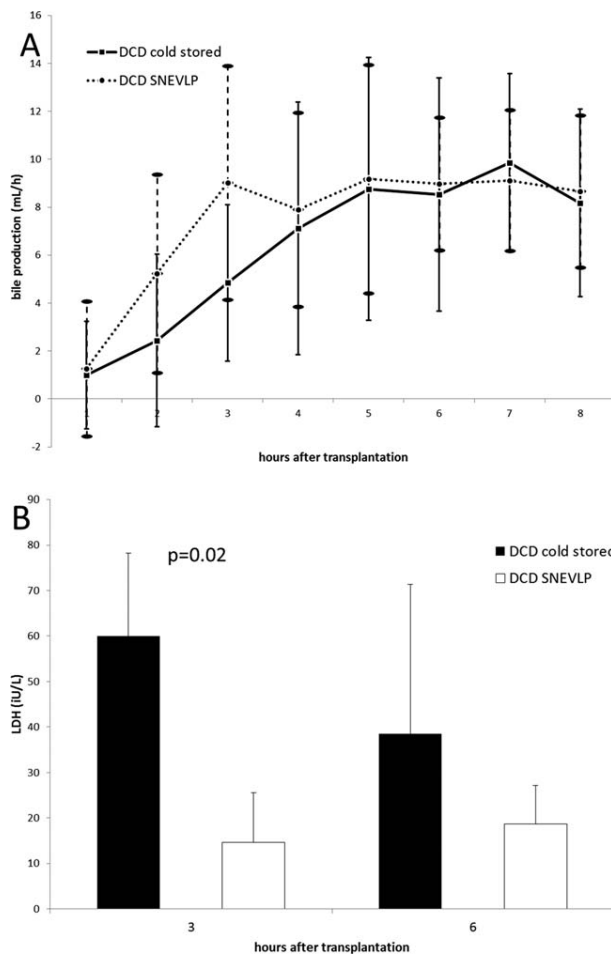 A
DCD cold stored
DCD SNEVLP
16
14
12
10
8
6
4
2
0
-2
bile production (mL/h)
2
3
4
5
6
7
8
hours after transplantation
B
p=0.02
DCD cold stored
DCD SNEVLP
90
80
70
60
50
40
30
20
10
0
LDH (iU/L)
3
6
hours after transplantation